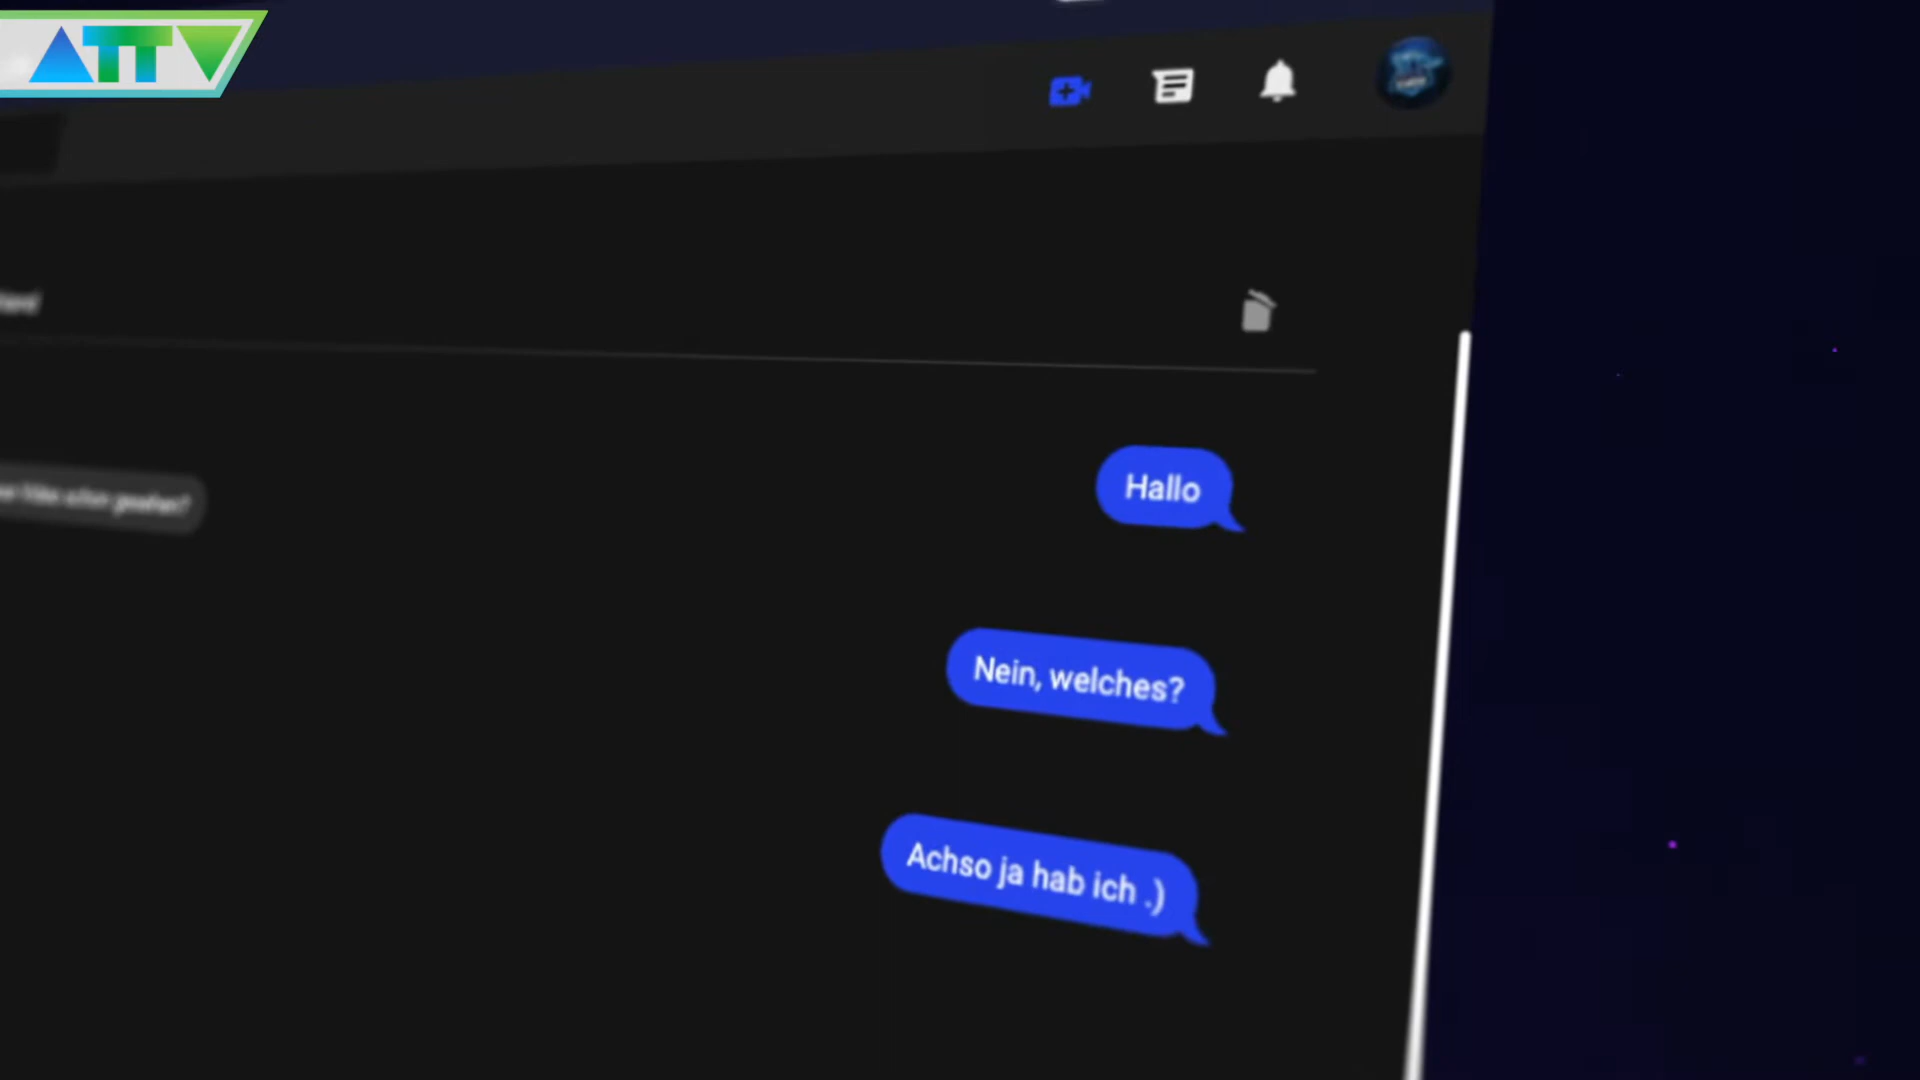 ATTV
Hallo
Nein, welches?
Achso ja hab ich .)